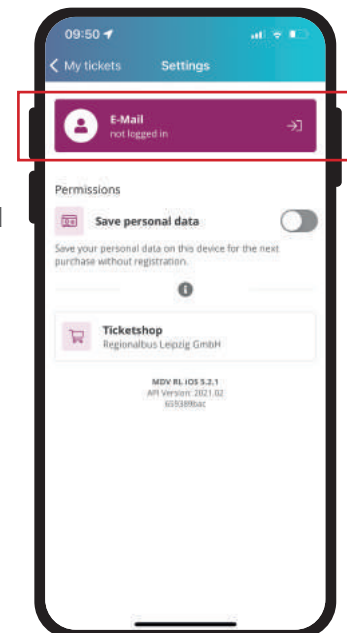 09:50
My tickets
Settings
E-Mail
not logged in
Permissions
Save personal data
Save your personal data on this device for the next
purchase without registration.
Ticketshop
Regionalbus Leipzig GmbH
MDV RL iOS 5.2.1
API Version: 2021.02